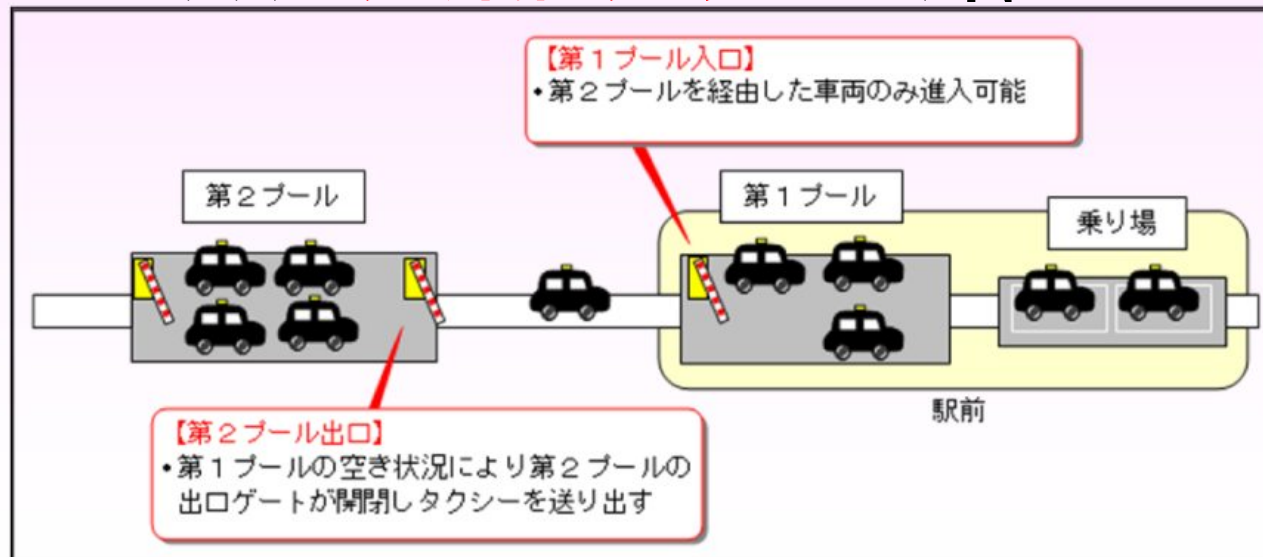 【第１プール入口】
・第２プールを経由した車両のみ進入可能
第２プール
第１プール
乗り場
駅前
【第２プール出口】
・第１プールの空き状況により第２プールの
出口ゲートが開閉しタクシーを送り出す